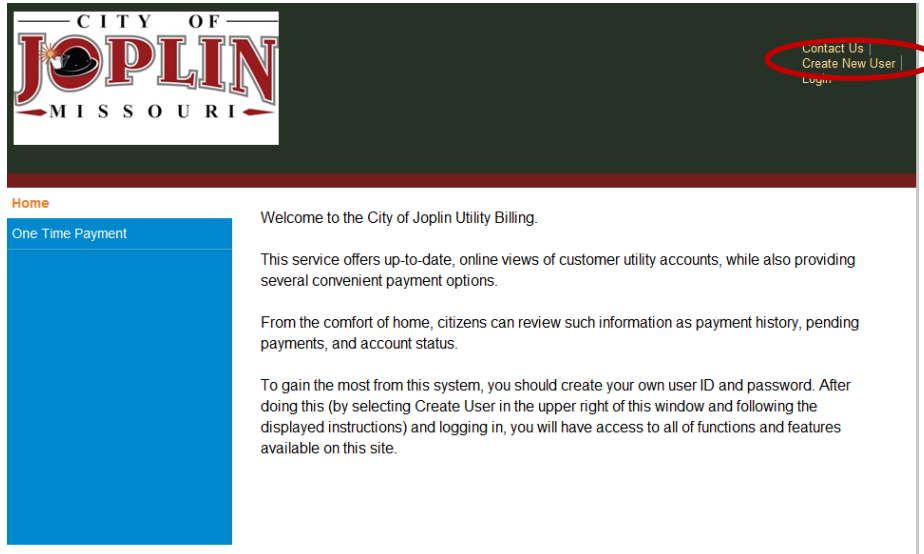 CITY OF
JOPLIN
MISSOURI
Contact Us |
Create New User |
Login
Home
One Time Payment
Welcome to the City of Joplin Utility Billing.
This service offers up-to-date, online views of customer utility accounts, while also providing
several convenient payment options.
From the comfort of home, citizens can review such information as payment history, pending
payments, and account status.
To gain the most from this system, you should create your own user ID and password. After
doing this (by selecting Create User in the upper right of this window and following the
displayed instructions) and logging in, you will have access to all of functions and features
available on this site.